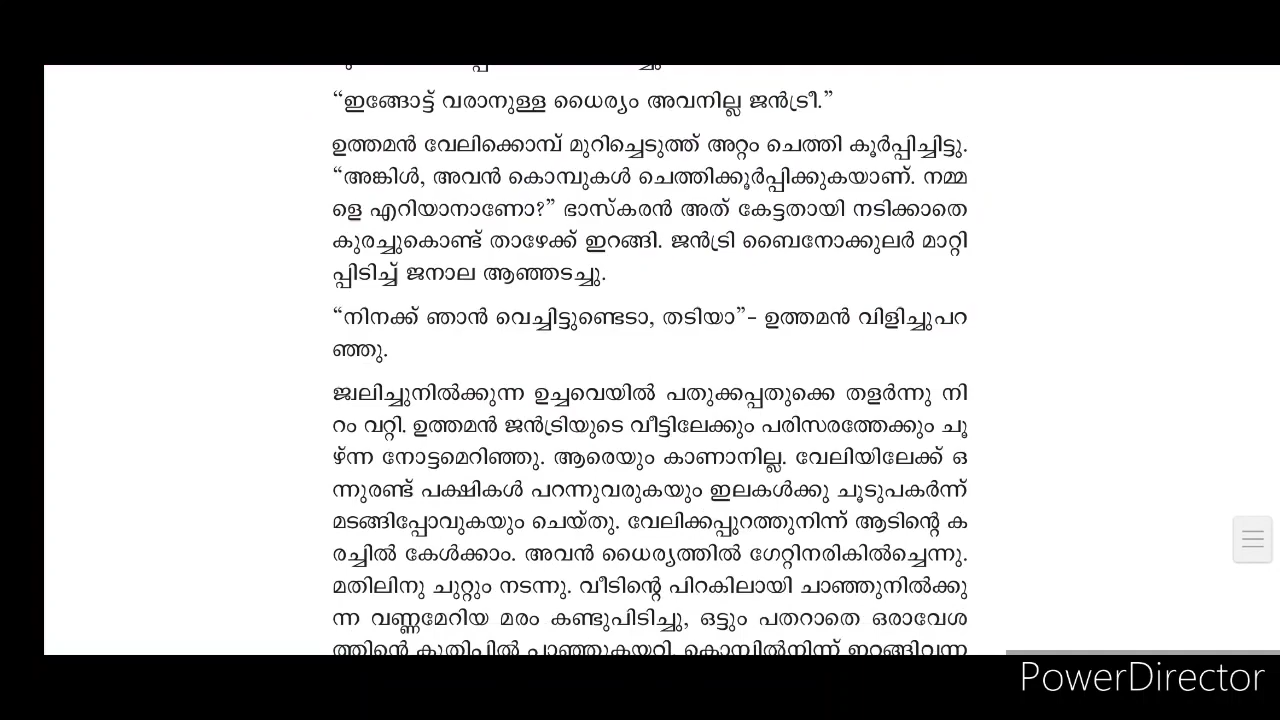 “ഇങ്ങോട്ട് വരാനുള്ള ധൈര്യം അവനില്ല ജൻട്രീ.”
ഉത്തമൻ വേലിക്കൊമ്പ് മുറിച്ചെടുത്ത് അറ്റം ചെത്തി കൂർപ്പിച്ചിട്ടു.
“അങ്കിൾ, അവൻ കൊമ്പുകൾ ചെത്തിക്കൂർപ്പിക്കുകയാണ്. നമ്മ
ളെ എറിയാനാണോ?” ഭാസ്കരൻ അത് കേട്ടതായി നടിക്കാതെ
കുരച്ചുകൊണ്ട് താഴേക്ക് ഇറങ്ങി. ജൻട്രി ബൈനോക്കുലർ മാറ്റി
പ്പിടിച്ച് ജനാല ആഞ്ഞടച്ചു.
“നിനക്ക് ഞാൻ വെച്ചിട്ടുണ്ടെടാ, തടിയാ”– ഉത്തമൻ വിളിച്ചുപറ
ഞ്ഞു.
ജ്വലിച്ചുനിൽക്കുന്ന ഉച്ചവെയിൽ പതുക്കപ്പതുക്കെ തളർന്നു നി
റം വറ്റി. ഉത്തമൻ ജൻട്രിയുടെ വീട്ടിലേക്കും പരിസരത്തേക്കും ചൂ
ഴ്ന്ന നോട്ടമെറിഞ്ഞു. ആരെയും കാണാനില്ല. വേലിയിലേക്ക് ഒ
ന്നുരണ്ട് പക്ഷികൾ പറന്നുവരുകയും ഇലകൾക്കു ചൂടുപകർന്ന്
മടങ്ങിപ്പോവുകയും ചെയ്തു. വേലിക്കപ്പുറത്തുനിന്ന് ആടിന്റെ ക
രച്ചിൽ കേൾക്കാം. അവൻ ധൈര്യത്തിൽ ഗേറ്റിനരികിൽച്ചെന്നു.
മതിലിനു ചുറ്റും നടന്നു. വീടിന്റെ പിറകിലായി ചാഞ്ഞുനിൽക്കു
ന്ന വണ്ണമേറിയ മരം കണ്ടുപിടിച്ചു, ഒട്ടും പതറാതെ ഒരാവേശ
ത്തിന്റെ കുതിപ്പിൽ പാഞ്ഞുകയറി. കൊമ്പിൽനിന്ന് ഇറങ്ങിവന്ന
PowerDirector